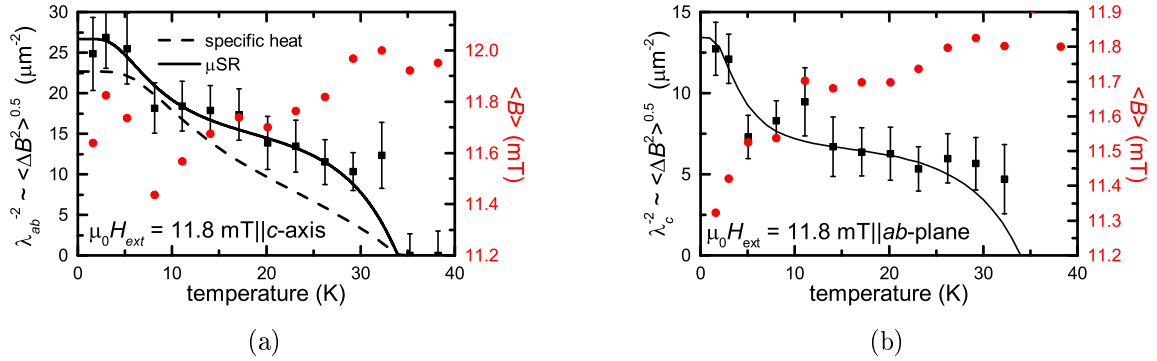 30
25
20
15
10
5
0
λab-2 ~ <ΔB2>0.5 (μm-2)
specific heat
μSR
μ0Hext = 11.8 mT||c-axis
0 10 20 30 40
temperature (K)
12.0
11.8
11.6
11.4
11.2
<B> (mT)
(a)
15
10
5
0
λc-2 ~ <ΔB2>0.5 (μm-2)
μ0Hext = 11.8 mT||ab-plane
0 10 20 30 40
temperature (K)
11.9
11.8
11.7
11.6
11.5
11.4
11.3
11.2
<B> (mT)
(b)